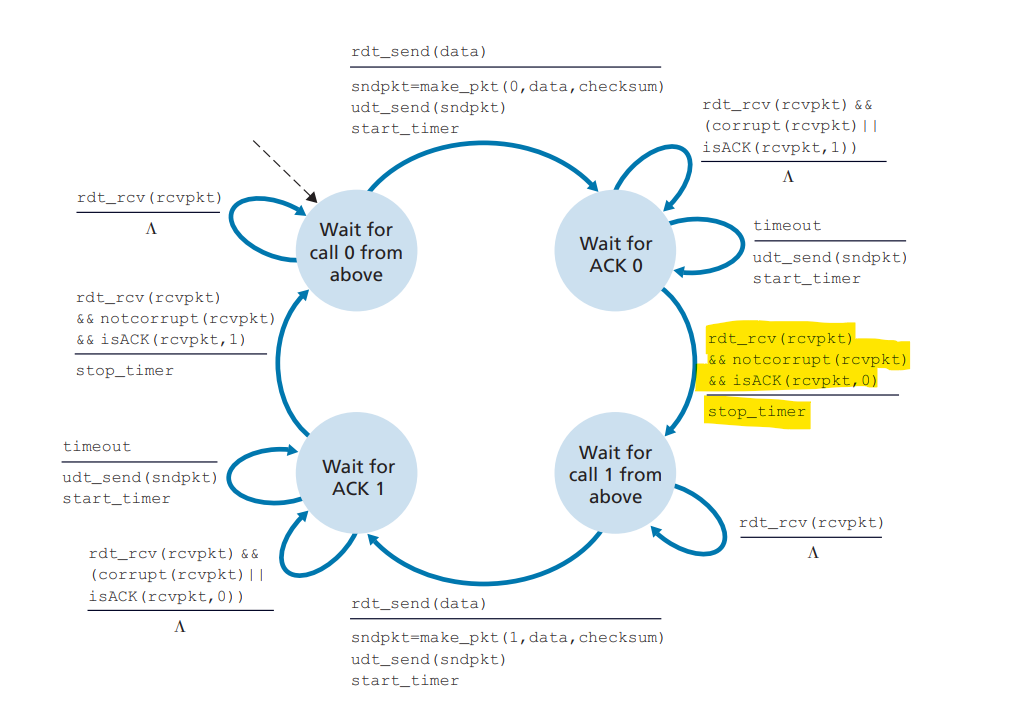 rdt_send(data)
sndpkt=make_pkt(0,data,checksum)
udt_send(sndpkt)
start_timer
rdt_rcv(rcvpkt) &&
(corrupt(rcvpkt)||
isACK(rcvpkt,1))
Λ
rdt_rcv(rcvpkt)
Λ
Wait for
call 0 from
above
Wait for
ACK 0
timeout
udt_send(sndpkt)
start_timer
rdt_rcv(rcvpkt)
&& notcorrupt(rcvpkt)
&& isACK(rcvpkt,1)
stop_timer
rdt_rcv(rcvpkt)
&& notcorrupt(rcvpkt)
&& isACK(rcvpkt,0)
stop_timer
timeout
udt_send(sndpkt)
start_timer
Wait for
ACK 1
Wait for
call 1 from
above
rdt_rcv(rcvpkt)
Λ
rdt_rcv(rcvpkt) &&
(corrupt(rcvpkt)||
isACK(rcvpkt,0))
Λ
rdt_send(data)
sndpkt=make_pkt(1,data,checksum)
udt_send(sndpkt)
start_timer